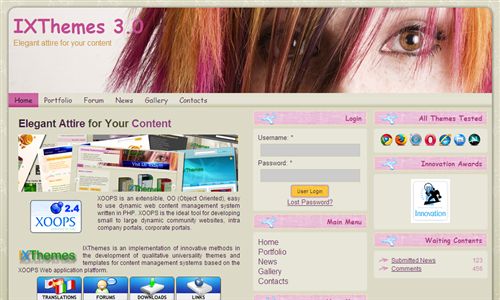 IXThemes 3.0
Elegant attire for your content
Home Portfolio Forum News Gallery Contacts
Elegant Attire for Your Content
XOOPS 2.4
XOOPS is an extensible, OO (Object Oriented), easy to
use dynamic web content management system
written in PHP. XOOPS is the ideal tool for developing
small to large dynamic community websites, intra
company portals, corporate portals.
IXThemes
IXThemes is an implementation of innovative methods in
the development of qualitative universality themes and
templates for content management systems based on the
XOOPS Web application platform.
TRANSLATIONS FORUMS DOWNLOADS LINKS
Login
Username: *
Password: *
User Login
Lost Password?
Main Menu
Home
Portfolio
News
Gallery
Contacts
All Themes Tested
Innovation Awards
Innovation
Waiting Contents
Submitted News 123
Comments 456